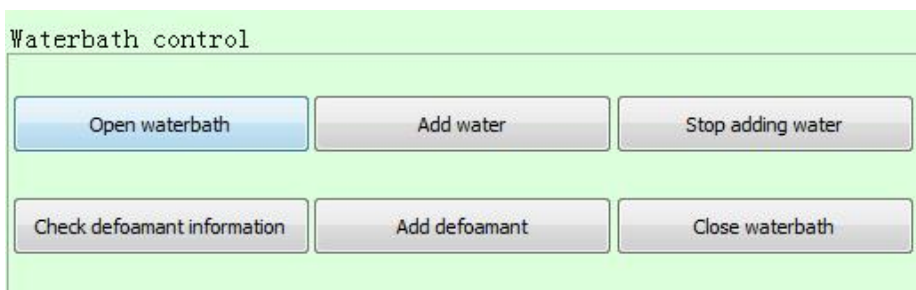 Waterbath control
Open waterbath
Add water
Stop adding water
Check defoamant information
Add defoamant
Close waterbath